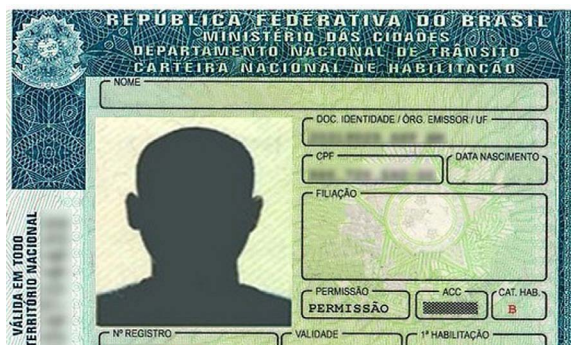 REPÚBLICA FEDERATIVA DO BRASIL
MINISTÉRIO DAS CIDADES
DEPARTAMENTO NACIONAL DE TRÂNSITO
CARTEIRA NACIONAL DE HABILITAÇÃO
NOME
DOC. IDENTIDADE / ÓRG. EMISSOR / UF
CPF
DATA NASCIMENTO
FILIAÇÃO
PERMISSÃO
ACC
CAT. HAB.
PERMISSÃO
B
Nº REGISTRO
VALIDADE
1ª HABILITAÇÃO
VÁLIDA EM TODO
TERRITÓRIO NACIONAL